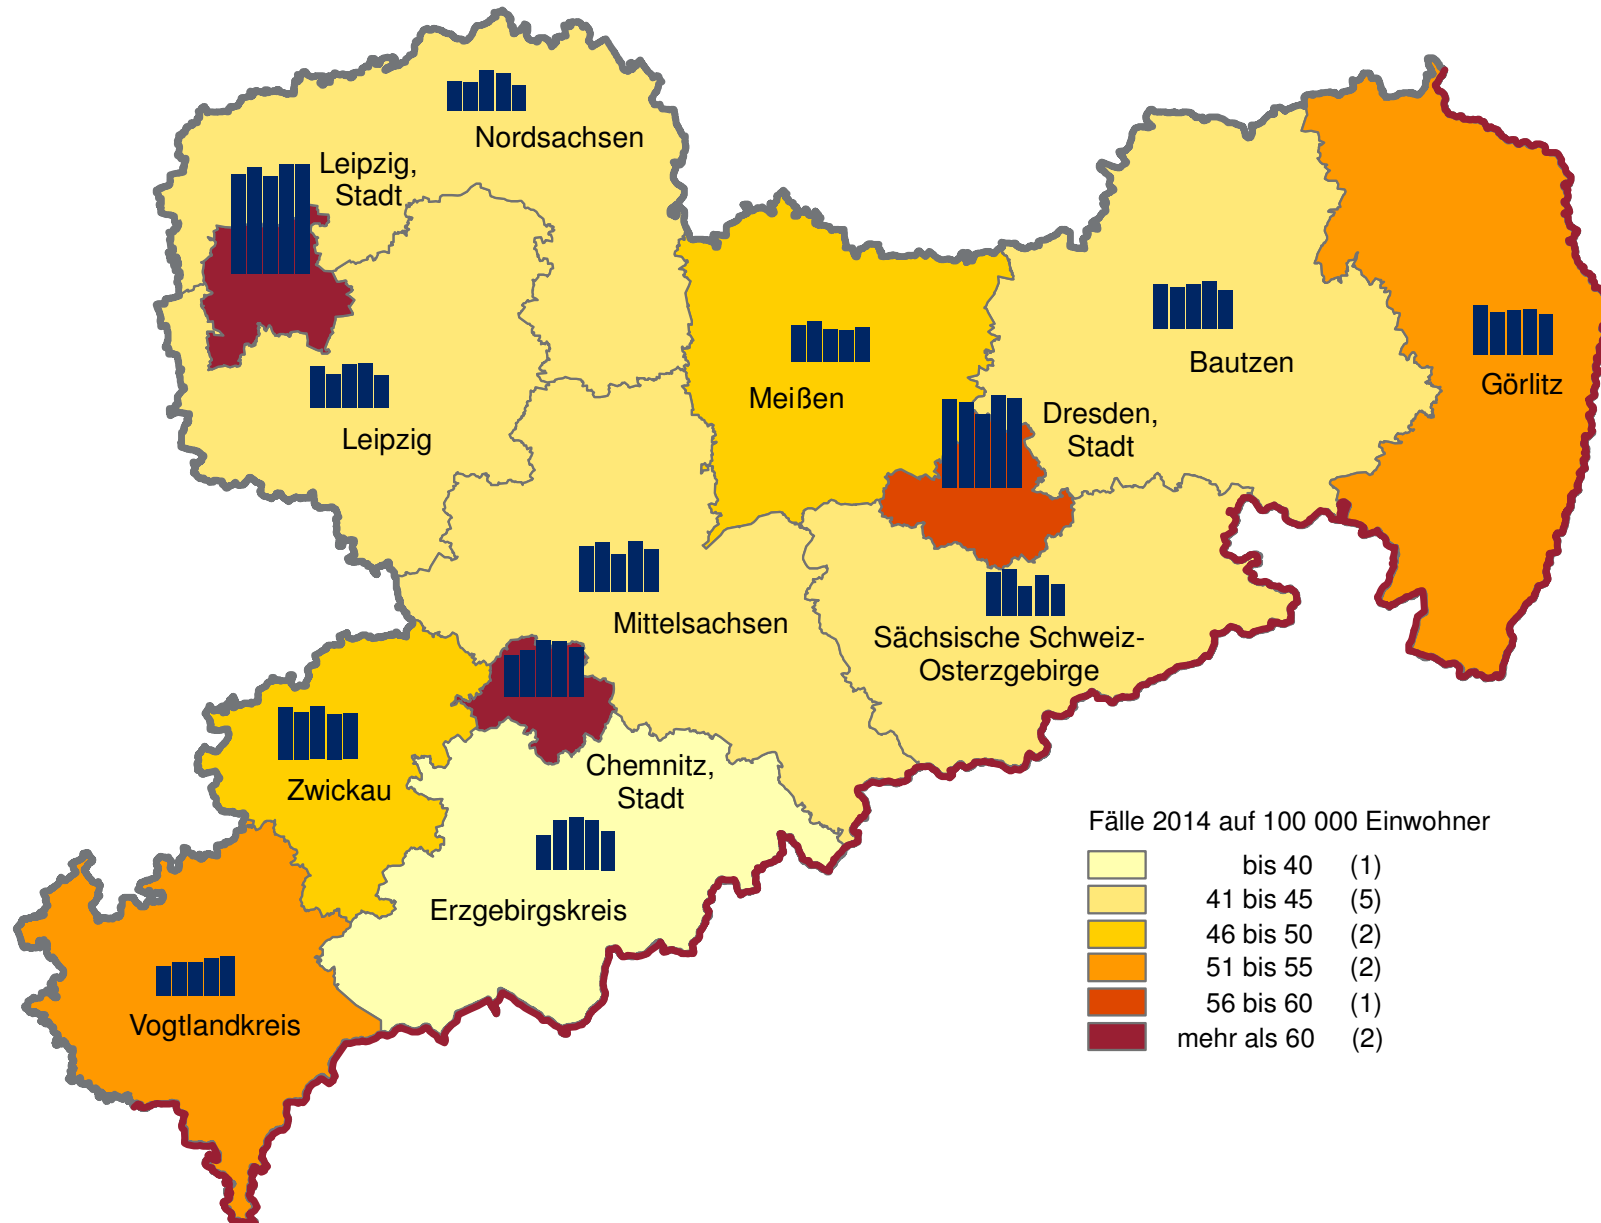 Nordsachsen
Leipzig,
Stadt
Leipzig
Meißen
Bautzen
Görlitz
Dresden,
Stadt
Mittelsachsen
Sächsische Schweiz-
Osterzgebirge
Zwickau
Chemnitz,
Stadt
Erzgebirgskreis
Vogtlandkreis
Fälle 2014 auf 100 000 Einwohner
bis 40 (1)
41 bis 45 (5)
46 bis 50 (2)
51 bis 55 (2)
56 bis 60 (1)
mehr als 60 (2)